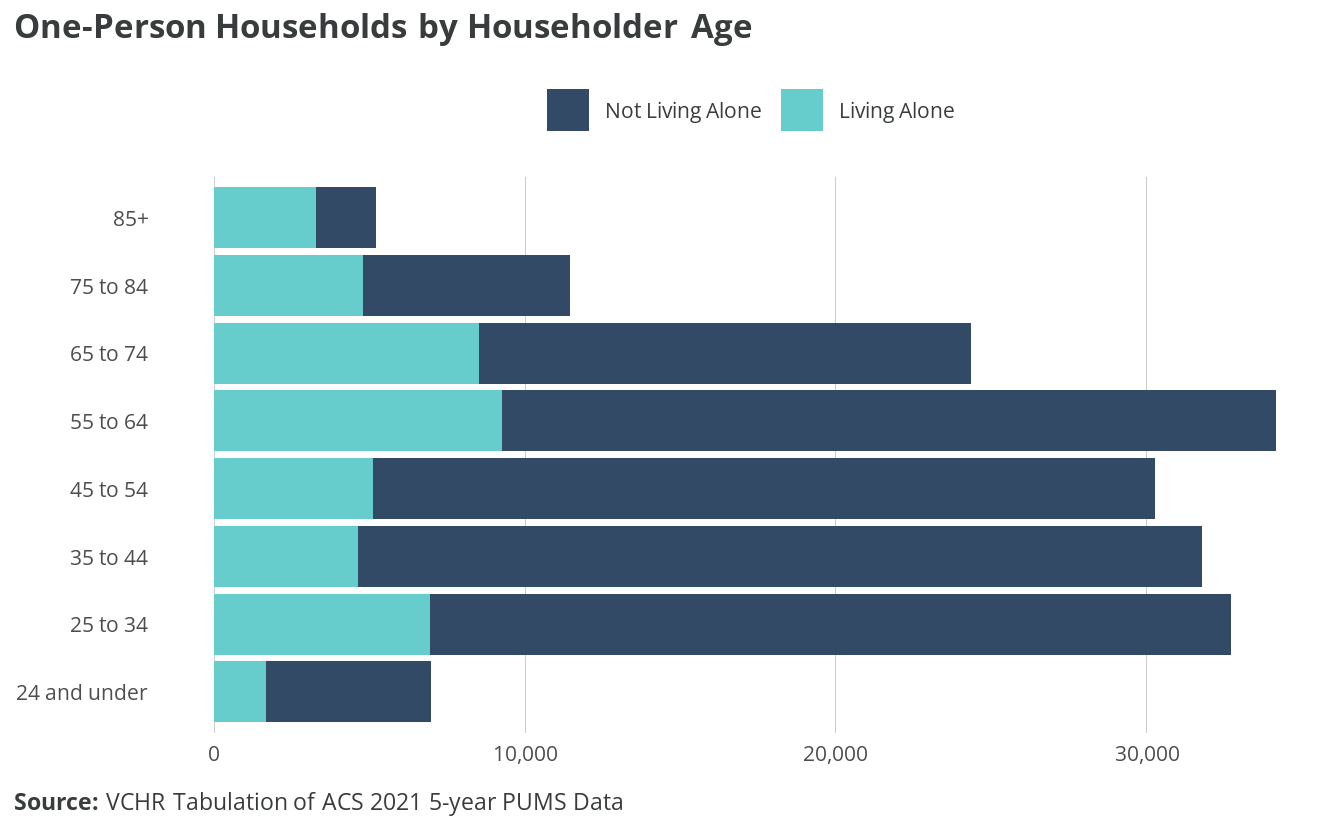 One-Person Households by Householder Age
Not Living Alone Living Alone
85+
75 to 84
65 to 74
55 to 64
45 to 54
35 to 44
25 to 34
24 and under
0 10,000 20,000 30,000
Source: VCHR Tabulation of ACS 2021 5-year PUMS Data